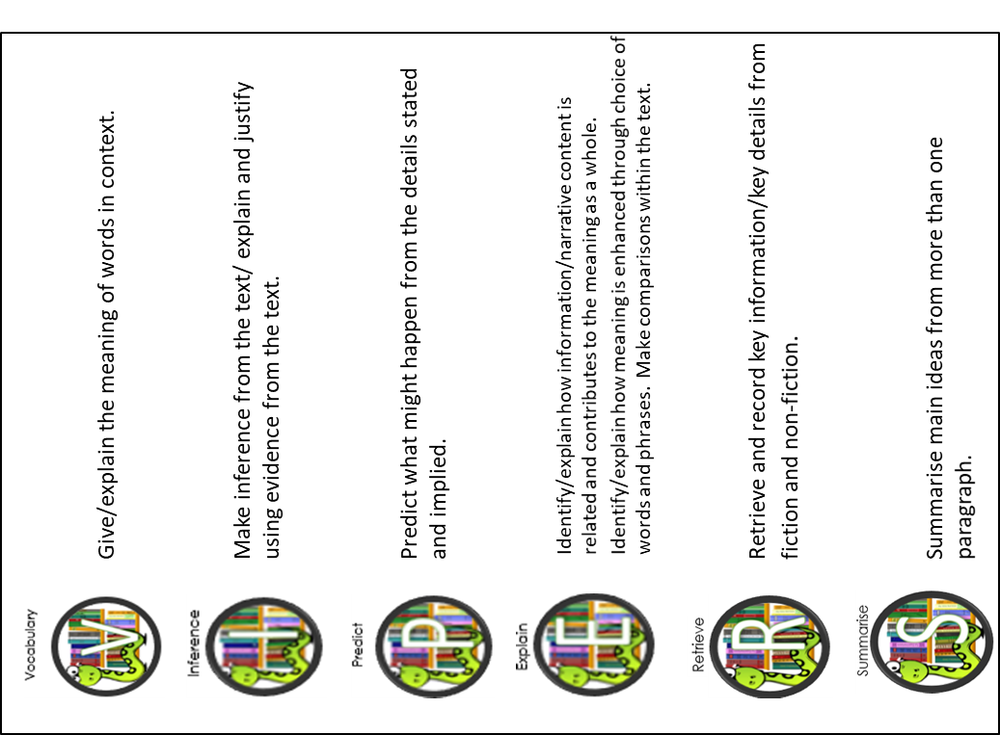 Vocabulary
V
Give/explain the meaning of words in context.
Inference
I
Make inference from the text/ explain and justify
using evidence from the text.
Predict
P
Predict what might happen from the details stated
and implied.
Explain
E
Identify/explain how information/narrative content is
related and contributes to the meaning as a whole.
Identify/explain how meaning is enhanced through choice of
words and phrases. Make comparisons within the text.
Retrieve
R
Retrieve and record key information/key details from
fiction and non-fiction.
Summarise
S
Summarise main ideas from more than one
paragraph.